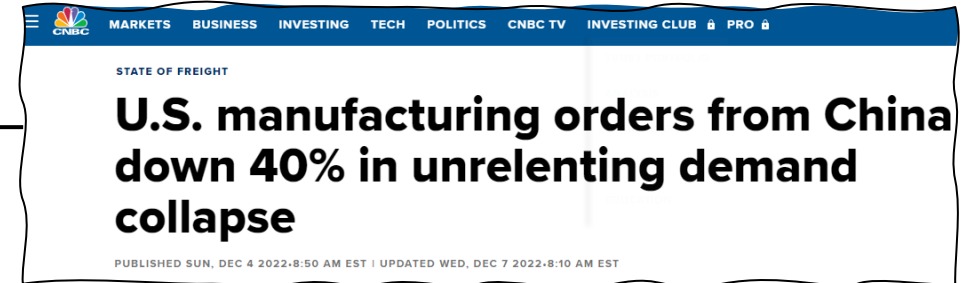 CNBC MARKETS BUSINESS INVESTING TECH POLITICS CNBC TV INVESTING CLUB PRO
STATE OF FREIGHT
U.S. manufacturing orders from China
down 40% in unrelenting demand
collapse
PUBLISHED SUN, DEC 4 2022•8:50 AM EST | UPDATED WED, DEC 7 2022•8:10 AM EST